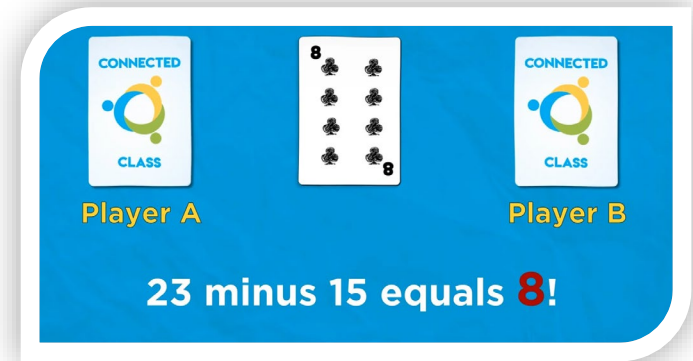 CONNECTED
CLASS
Player A
8
8
CONNECTED
CLASS
Player B
23 minus 15 equals 8!